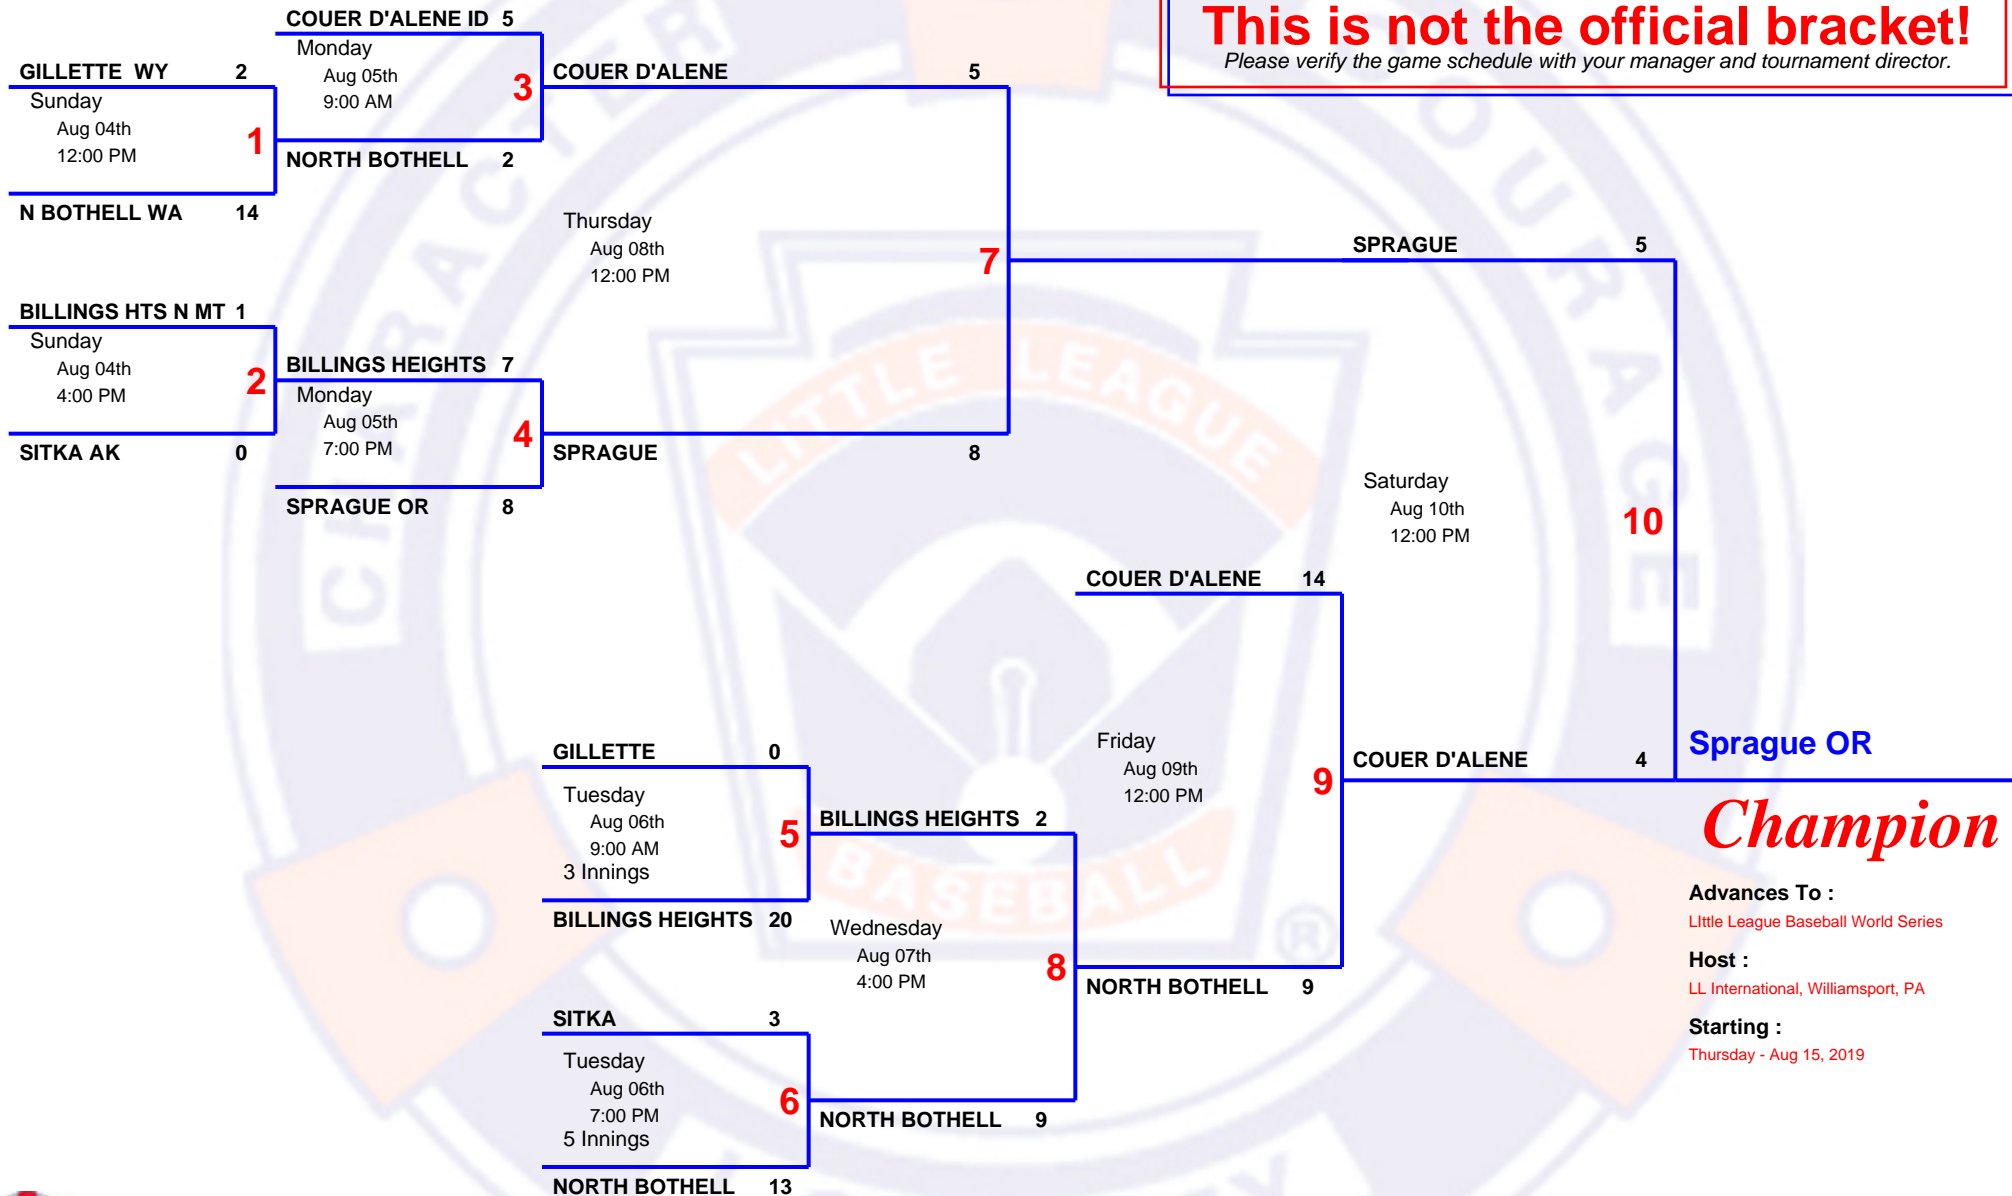 This is not the official bracket!
Please verify the game schedule with your manager and tournament director.
COUER D'ALENE ID 5
Monday
Aug 05th
9:00 AM
3
NORTH BOTHELL 2
GILLETTE WY 2
Sunday
Aug 04th
12:00 PM
1
N BOTHELL WA 14
COUER D'ALENE 5
Thursday
Aug 08th
12:00 PM
7
SPRAGUE 8
BILLINGS HTS N MT 1
Sunday
Aug 04th
4:00 PM
2
SITKA AK 0
BILLINGS HEIGHTS 7
Monday
Aug 05th
7:00 PM
4
SPRAGUE OR 8
SPRAGUE 5
Saturday
Aug 10th
12:00 PM
10
COUER D'ALENE 4
COUER D'ALENE 14
Friday
Aug 09th
12:00 PM
9
NORTH BOTHELL 9
GILLETTE 0
Tuesday
Aug 06th
9:00 AM
3 Innings
5
BILLINGS HEIGHTS 20
BILLINGS HEIGHTS 2
Wednesday
Aug 07th
4:00 PM
8
NORTH BOTHELL 9
SITKA 3
Tuesday
Aug 06th
7:00 PM
5 Innings
6
NORTH BOTHELL 13
Sprague OR
Champion
Advances To :
LIttle League Baseball World Series
Host :
LL International, Williamsport, PA
Starting :
Thursday - Aug 15, 2019
CHARACTER
COURAGE
LITTLE LEAGUE
BASEBALL
®